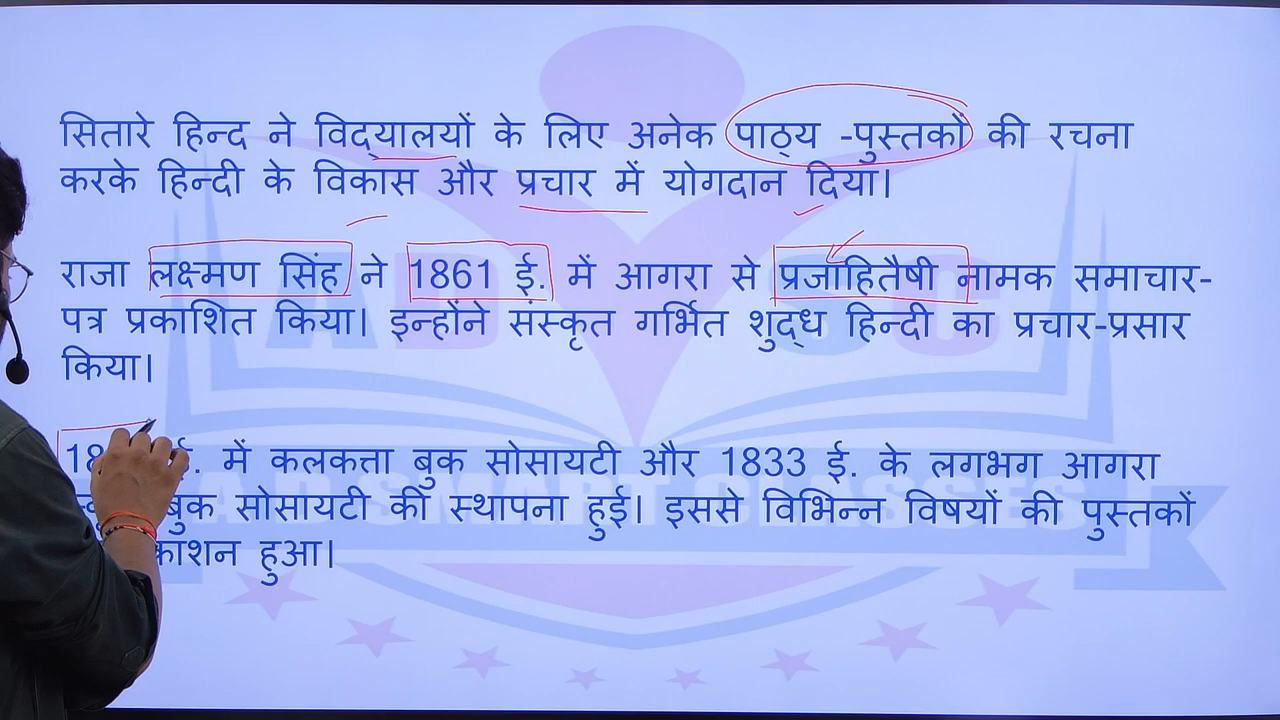 सितारे हिन्द ने विद्यालयों के लिए अनेक पाठ्य -पुस्तकों की रचना
करके हिन्दी के विकास और प्रचार में योगदान दिया।
राजा लक्ष्मण सिंह ने 1861 ई. में आगरा से प्रजाहितैषी नामक समाचार-
पत्र प्रकाशित किया। इन्होंने संस्कृत गर्भित शुद्ध हिन्दी का प्रचार-प्रसार
किया।
ई. में कलकत्ता बुक सोसायटी और 1833 ई. के लगभग आगरा
बुक सोसायटी की स्थापना हुई। इससे विभिन्न विषयों की पुस्तकों
हुआ।